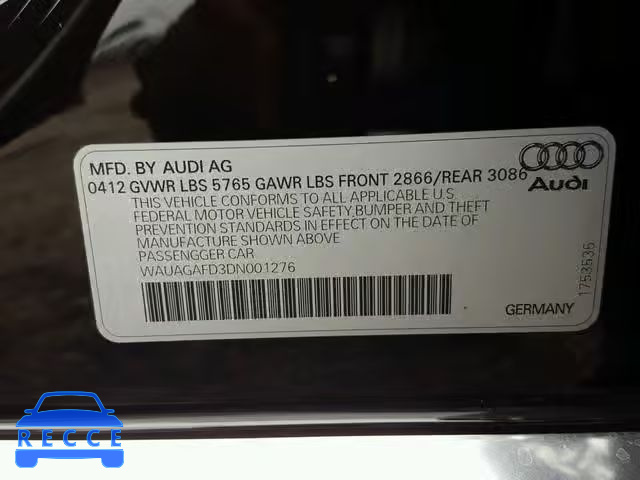 MFD. BY AUDI AG
0412 GVWR LBS 5765 GAWR LBS FRONT 2866/REAR 3086
THIS VEHICLE CONFORMS TO ALL APPLICABLE U.S.
FEDERAL MOTOR VEHICLE SAFETY,BUMPER AND THEFT
PREVENTION STANDARDS IN EFFECT ON THE DATE OF
MANUFACTURE SHOWN ABOVE
PASSENGGER CAR
WAUAGAFD3DN001276
Audi
1753535
GERMANY
RECCE